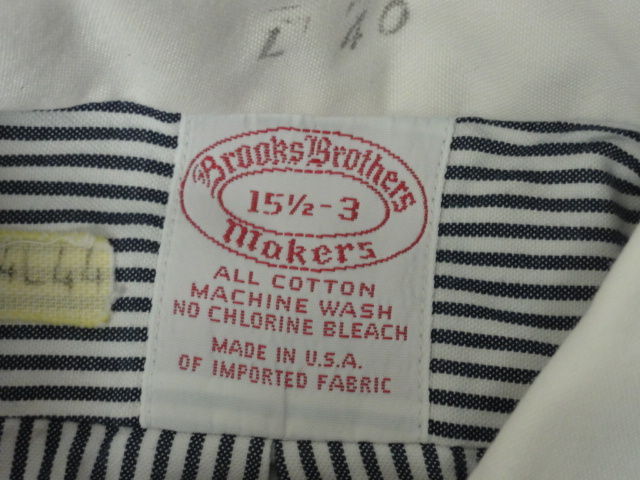 40
4L44
Brooks Brothers
15½-3
Makers
ALL COTTON
MACHINE WASH
NO CHLORINE BLEACH
MADE IN U.S.A.
OF IMPORTED FABRIC